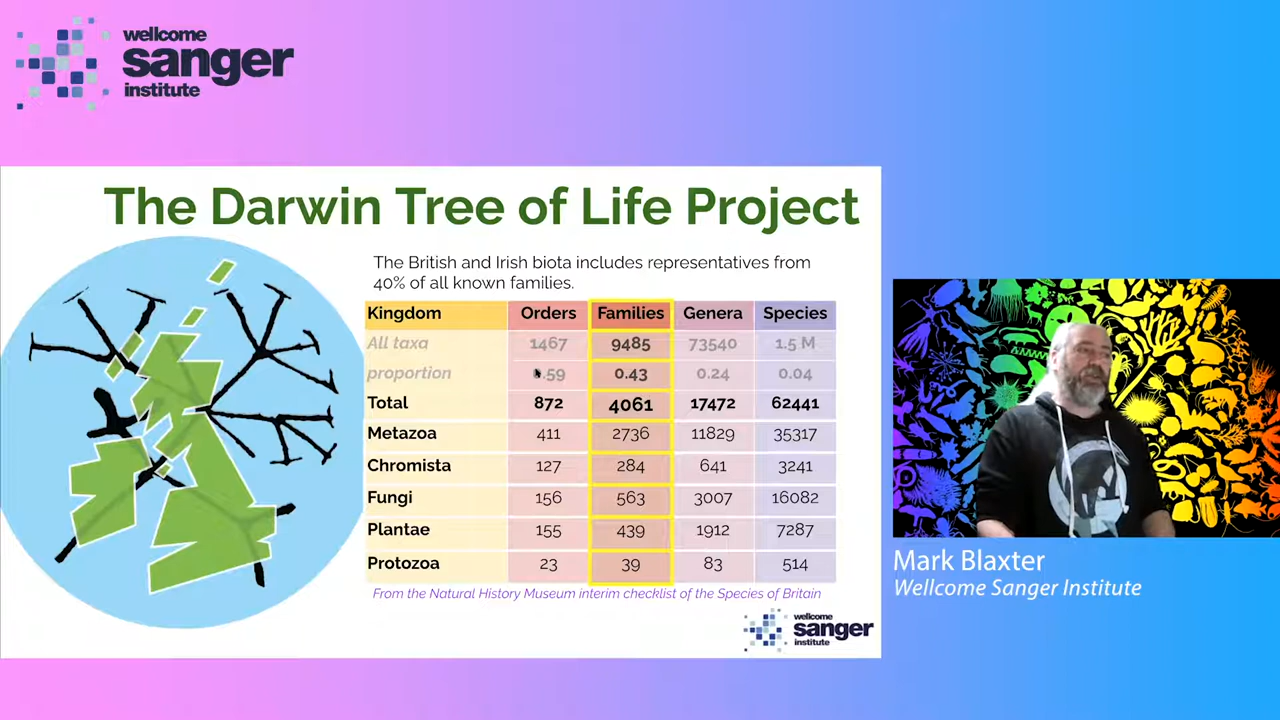 wellcome
sanger
institute
The Darwin Tree of Life Project
The British and Irish biota includes representatives from
40% of all known families.
Kingdom Orders Families Genera Species
All taxa 1467 9485 73540 1.5 M
proportion .59 0.43 0.24 0.04
Total 872 4061 17472 62441
Metazoa 411 2736 11829 35317
Chromista 127 284 641 3241
Fungi 156 563 3007 16082
Plantae 155 439 1912 7287
Protozoa 23 39 83 514
From the Natural History Museum interim checklist of the Species of Britain
wellcome
sanger
institute
Mark Blaxter
Wellcome Sanger Institute